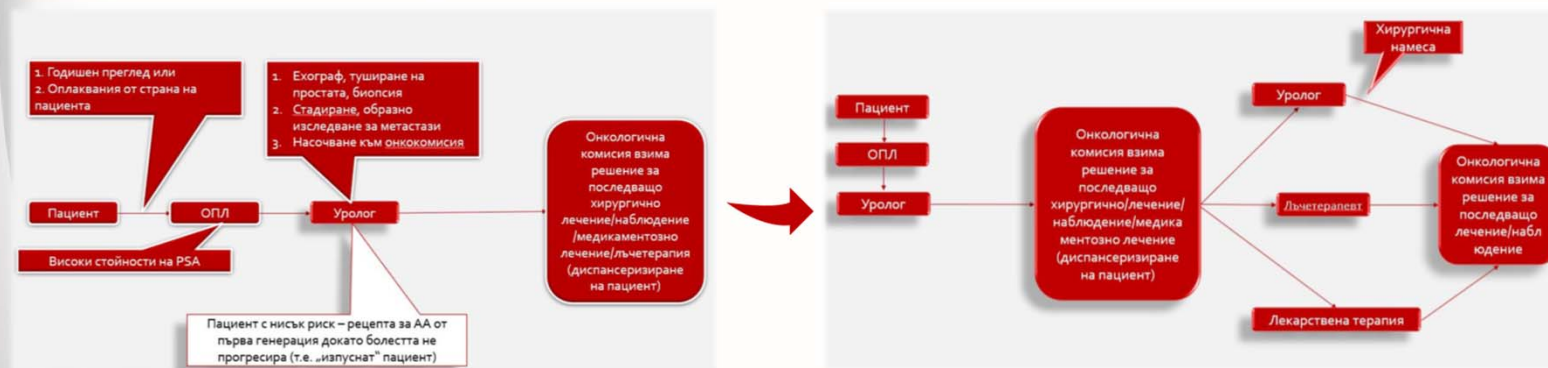 1. Годишен преглед или
2. Оплаквания от страна на
пациента
1. Ехограф, туширане на
простата, биопсия
2. Стадиране, образно
изследване за метастази
3. Насочване към онкокомисия
Пациент
ОПЛ
Уролог
Високи стойности на PSA
Пациент с нисък риск – рецепта за АА от
първа генерация докато болестта не
прогресира (т.е. „изпуснат“ пациент)
Онкологична
комисия взима
решение за
последващо
хирургично
лечение/наблюдение
/медикаментозно
лечение/лъчетерапия
(диспансеризиране
на пациент)
Пациент
ОПЛ
Уролог
Онкологична
комисия взима
решение за
последващо
хирургично/лечение/
наблюдение/медика
ментозно лечение
(диспансеризиране
на пациент)
Хирургична
намеса
Уролог
Лъчетерапевт
Лекарствена терапия
Онкологична
комисия взима
решение за
последващо
лечение/набл
юдение